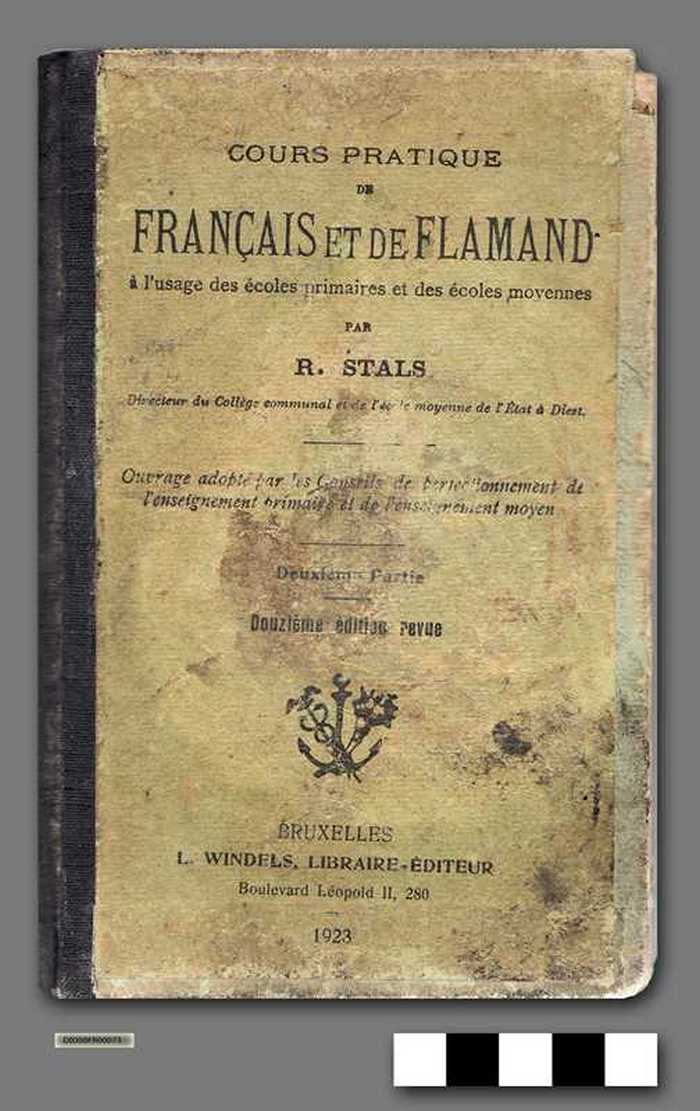 COURS PRATIQUE
DE
FRANÇAIS ET DE FLAMAND
à l'usage des écoles primaires et des écoles moyennes
PAR
R. STALS
Directeur du Collège communal et de l'école moyenne de l'État à Diest.
Ouvrage adopté par les Conseils de perfectionnement de
l'enseignement primaire et de l'enseignement moyen
Deuxième Partie
Douzième édition revue
BRUXELLES
L. WINDELS, LIBRAIRE-ÉDITEUR
Boulevard Léopold II, 280
1923